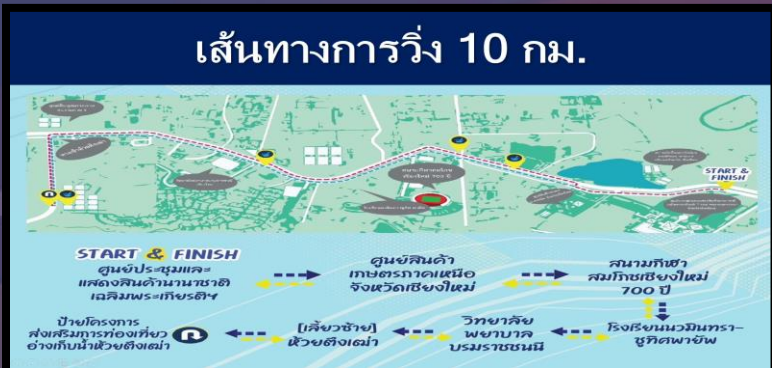 เส้นทางการวิ่ง 10 กม.
START &
FINISH
START & FINISH
ศูนย์ประชุมและ
แสดงสินค้านานาชาติ
เฉลิมพระเกียรติฯ
ศูนย์สินค้า
เกษตรภาคเหนือ
จังหวัดเชียงใหม่
สนามกีฬา
สมโภชเชียงใหม่
700 ปี
ป้ายโครงการ
ส่งเสริมการท่องเที่ยว
อ่างเก็บน้ำห้วยตึงเฒ่า
[เลี้ยวซ้าย]
ห้วยตึงเฒ่า
วิทยาลัย
พยาบาล
บรมราชชนนี
โรงเรียนนวมินทรา-
ชูทิศพายัพ